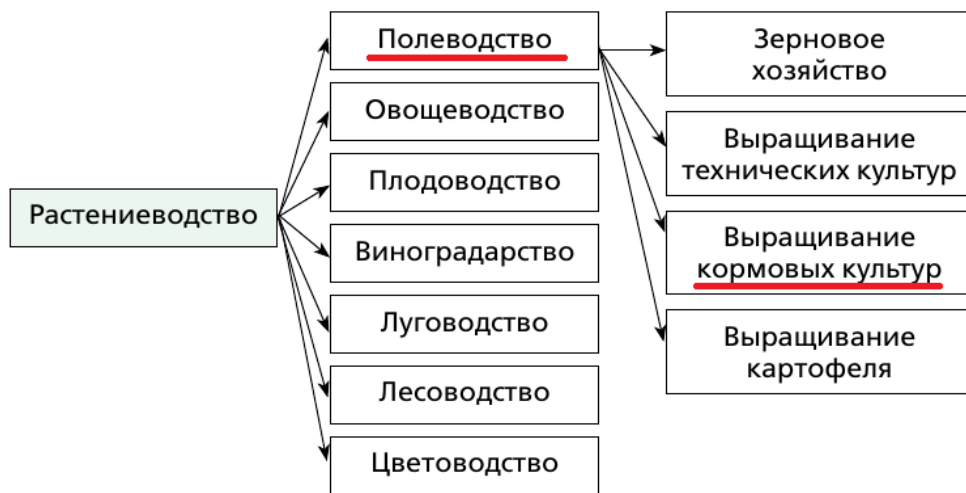 Растениеводство
Полеводство
Овощеводство
Плодоводство
Виноградарство
Луговодство
Лесоводство
Цветоводство
Зерновое
хозяйство
Выращивание
технических культур
Выращивание
кормовых культур
Выращивание
картофеля